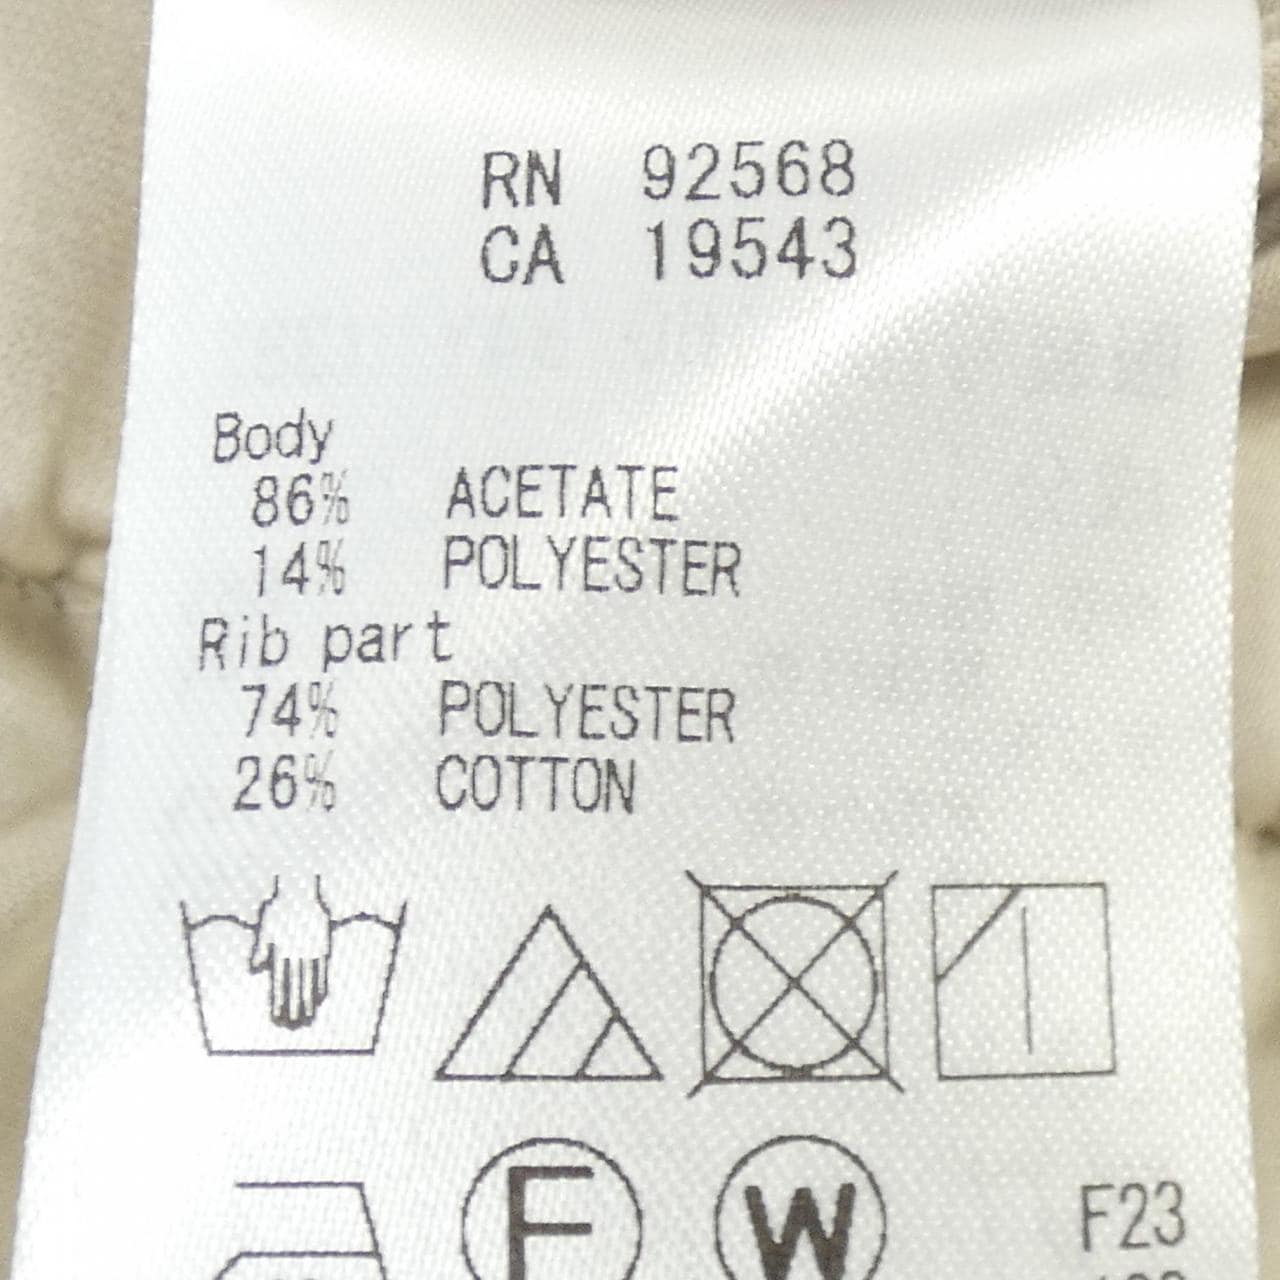 RN 92568
CA 19543
Body
86% ACETATE
14% POLYESTER
Rib part
74% POLYESTER
26% COTTON
F W F23